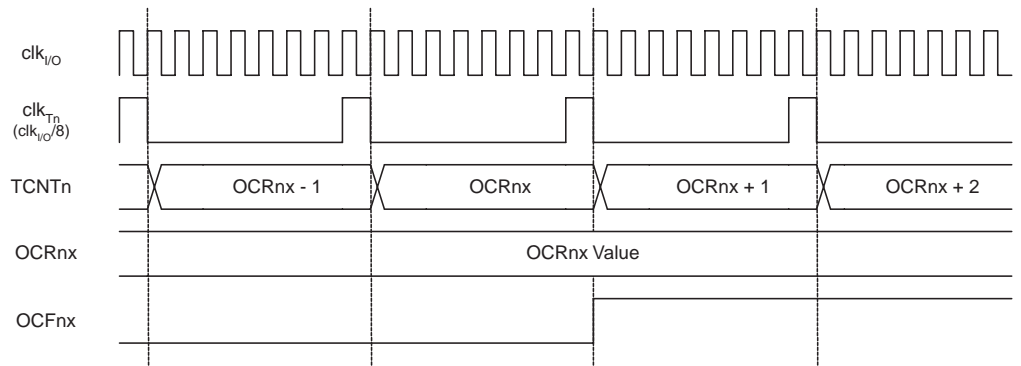 clkI/O
clkTn
(clkI/O/8)
TCNTn OCRnx - 1 OCRnx OCRnx + 1 OCRnx + 2
OCRnx OCRnx Value
OCFnx